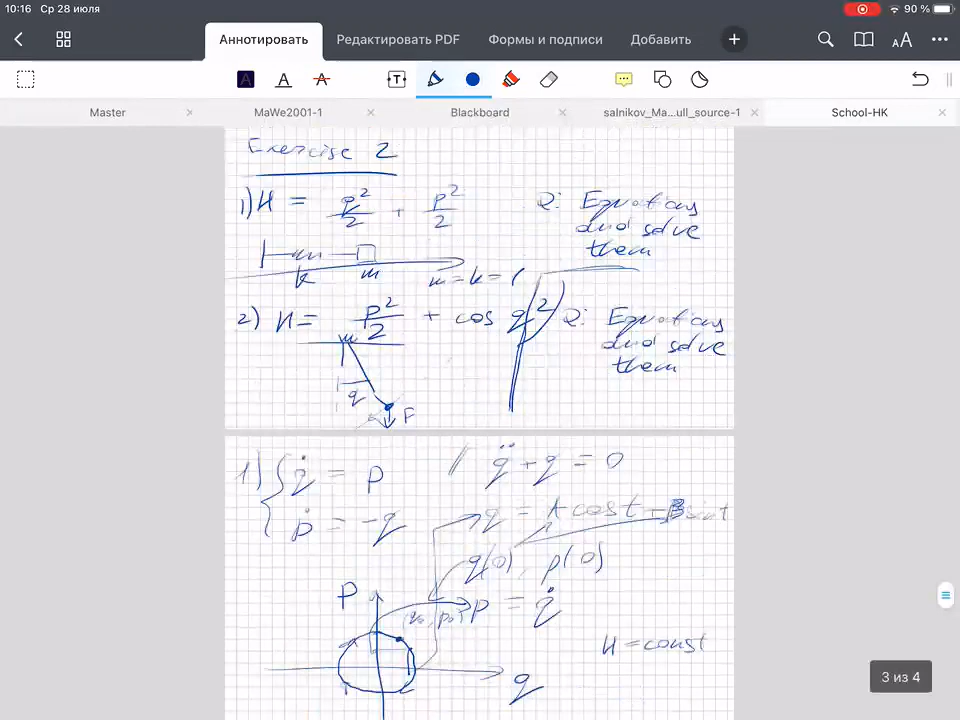 10:16 Ср 28 июля 90 %
Аннотировать Редактировать PDF Формы и подписи Добавить
Master MaWe2001-1 Blackboard salnikov_Ma...ull_source-1 School-HK
Exercise 2
1) H = q²/2 + p²/2 Q: Equations
and solve
them
k m m = k = 1
2) H = p²/2 + cos q Q: Equations
and solve
them
q F
1) { q̇ = p // q̈ + q = 0
ṗ = -q q = A cos t + B sin t
q(0), p(0)
P (q₀, p₀) p = q̇
H = const
q
3 из 4